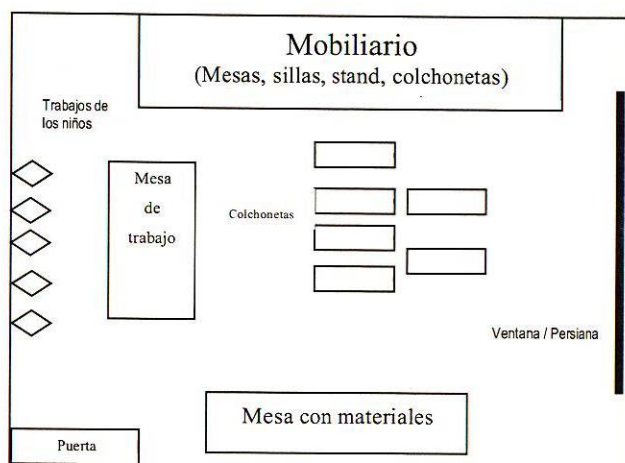 Mobiliario
(Mesas, sillas, stand, colchonetas)
Trabajos de
los niños
Mesa
de
trabajo
Colchonetas
Ventana / Persiana
Mesa con materiales
Puerta